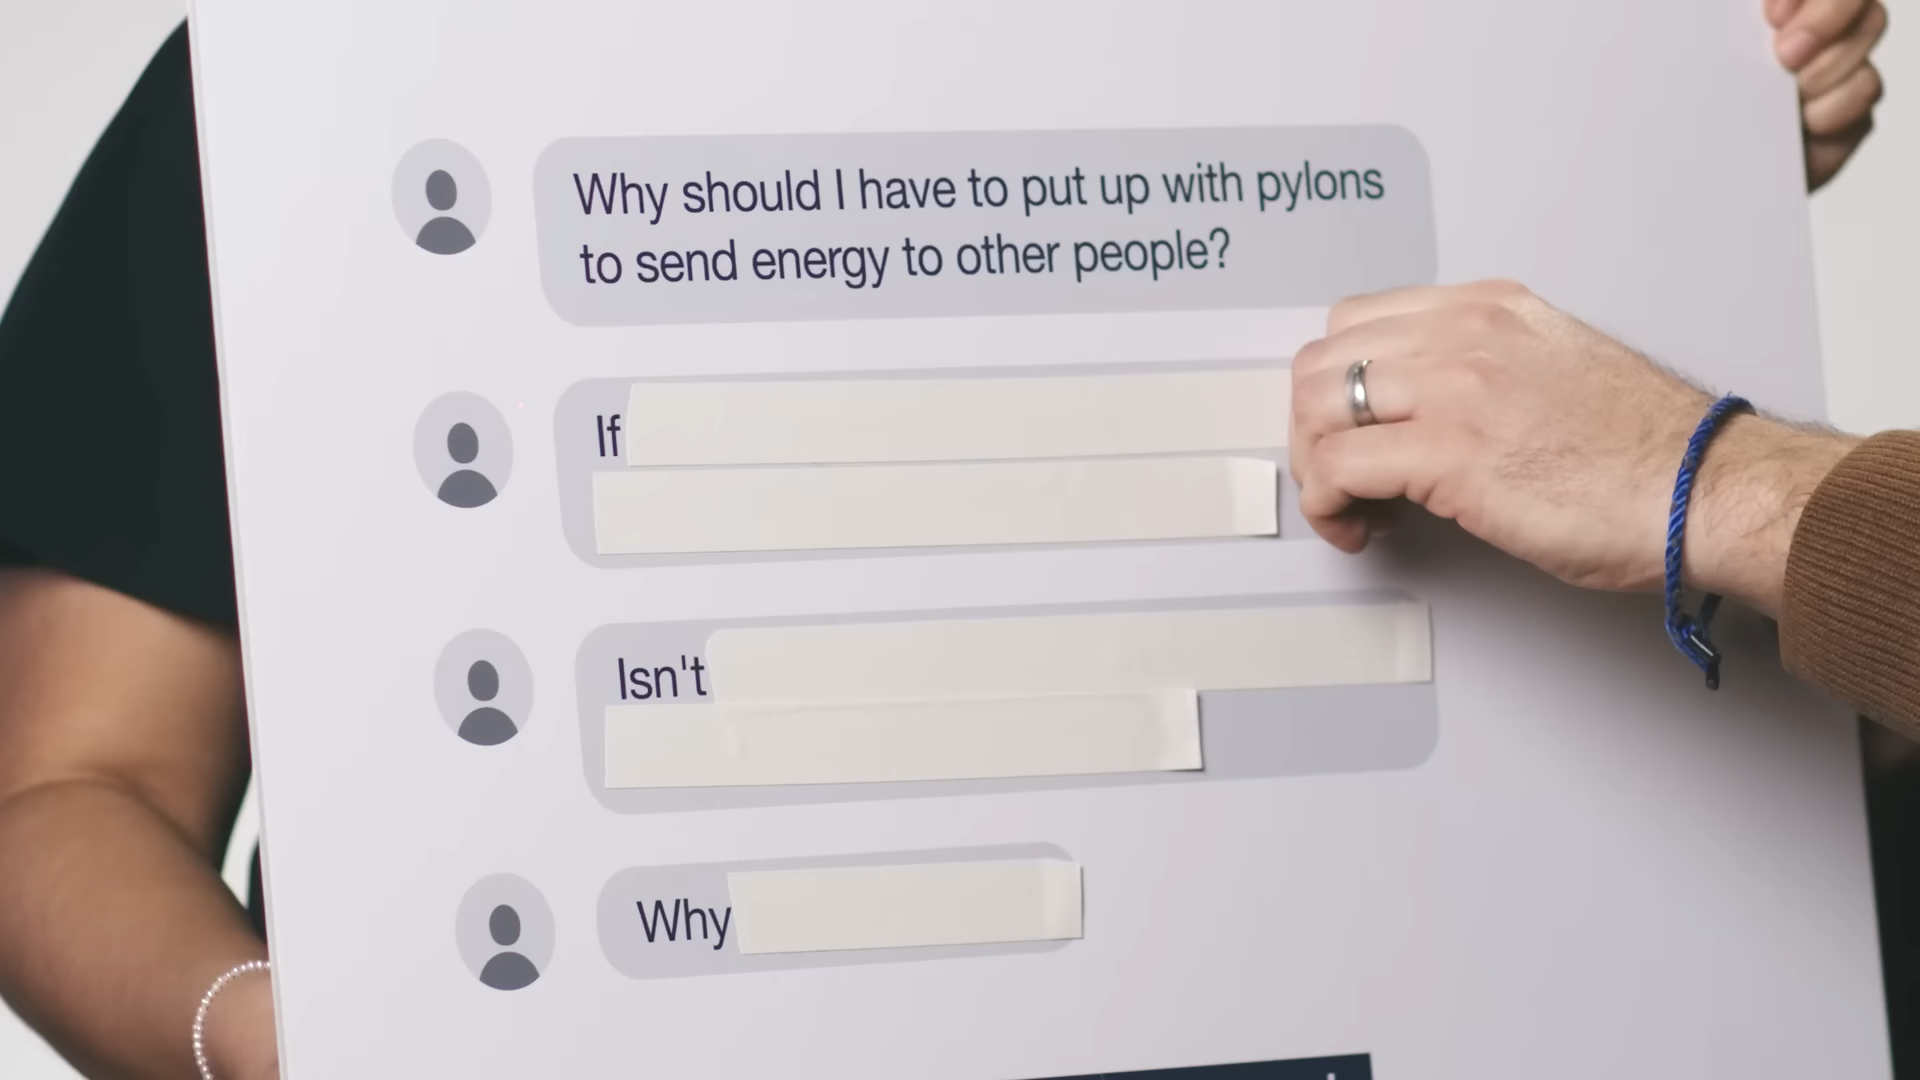 Why should I have to put up with pylons
to send energy to other people?
If
Isn't
Why